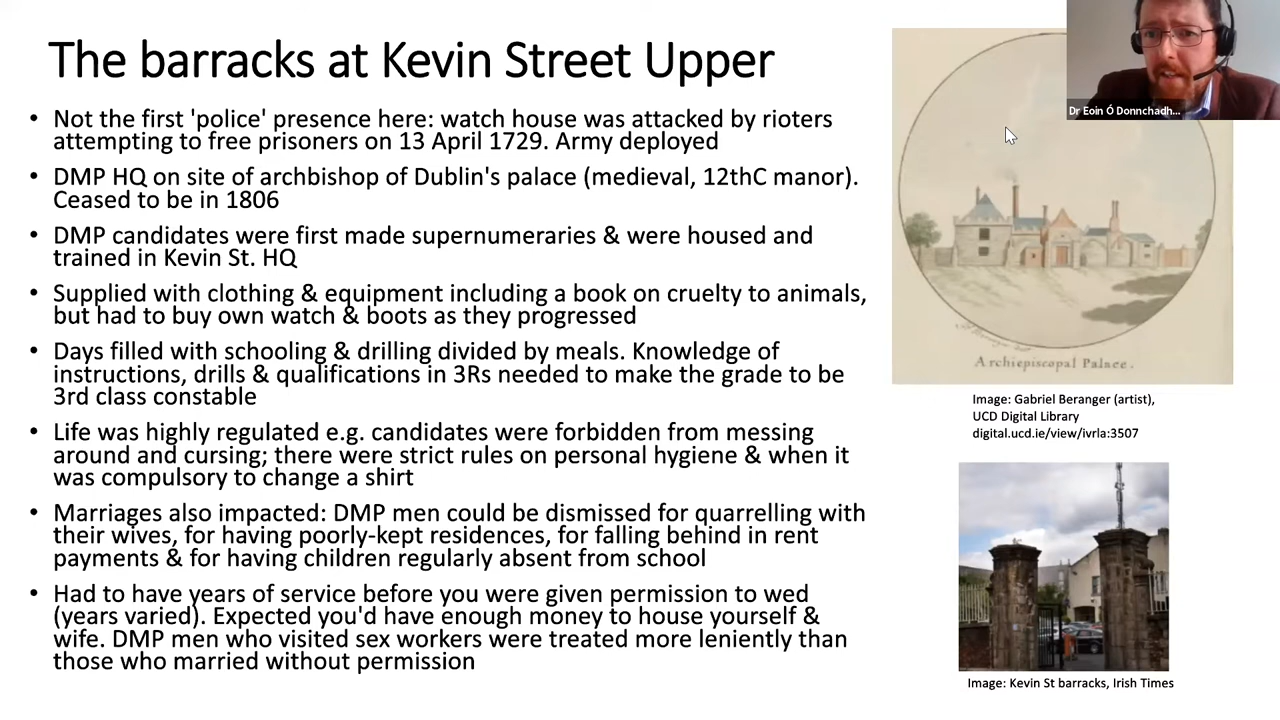 The barracks at Kevin Street Upper
• Not the first 'police' presence here: watch house was attacked by rioters
attempting to free prisoners on 13 April 1729. Army deployed
• DMP HQ on site of archbishop of Dublin's palace (medieval, 12thC manor).
Ceased to be in 1806
• DMP candidates were first made supernumeraries & were housed and
trained in Kevin St. HQ
• Supplied with clothing & equipment including a book on cruelty to animals,
but had to buy own watch & boots as they progressed
• Days filled with schooling & drilling divided by meals. Knowledge of
instructions, drills & qualifications in 3Rs needed to make the grade to be
3rd class constable
• Life was highly regulated e.g. candidates were forbidden from messing
around and cursing; there were strict rules on personal hygiene & when it
was compulsory to change a shirt
• Marriages also impacted: DMP men could be dismissed for quarrelling with
their wives, for having poorly-kept residences, for falling behind in rent
payments & for having children regularly absent from school
• Had to have years of service before you were given permission to wed
(years varied). Expected you'd have enough money to house yourself &
wife. DMP men who visited sex workers were treated more leniently than
those who married without permission
Dr Eoin Ó Donnchadh...
Archiepiscopal Palace.
Image: Gabriel Beranger (artist),
UCD Digital Library
digital.ucd.ie/view/ivrla:3507
Image: Kevin St barracks, Irish Times